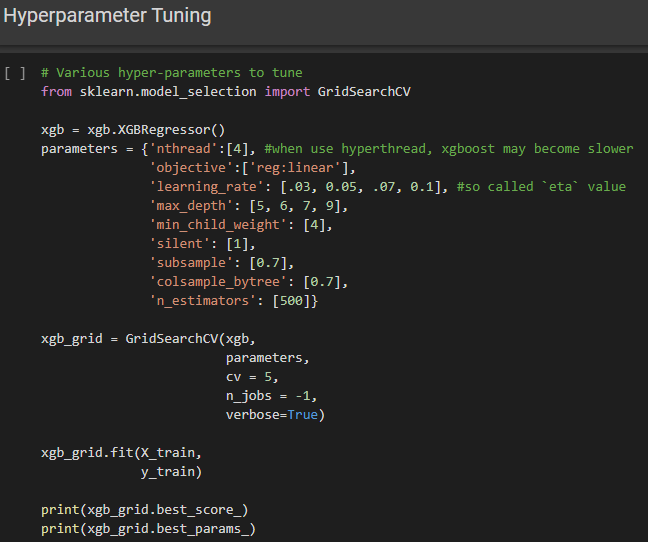 Hyperparameter Tuning
[ ] # Various hyper-parameters to tune
from sklearn.model_selection import GridSearchCV
xgb = xgb.XGBRegressor()
parameters = {'nthread':[4], #when use hyperthread, xgboost may become slower
'objective':['reg:linear'],
'learning_rate': [.03, 0.05, .07, 0.1], #so called `eta` value
'max_depth': [5, 6, 7, 9],
'min_child_weight': [4],
'silent': [1],
'subsample': [0.7],
'colsample_bytree': [0.7],
'n_estimators': [500]}
xgb_grid = GridSearchCV(xgb,
parameters,
cv = 5,
n_jobs = -1,
verbose=True)
xgb_grid.fit(X_train,
y_train)
print(xgb_grid.best_score_)
print(xgb_grid.best_params_)